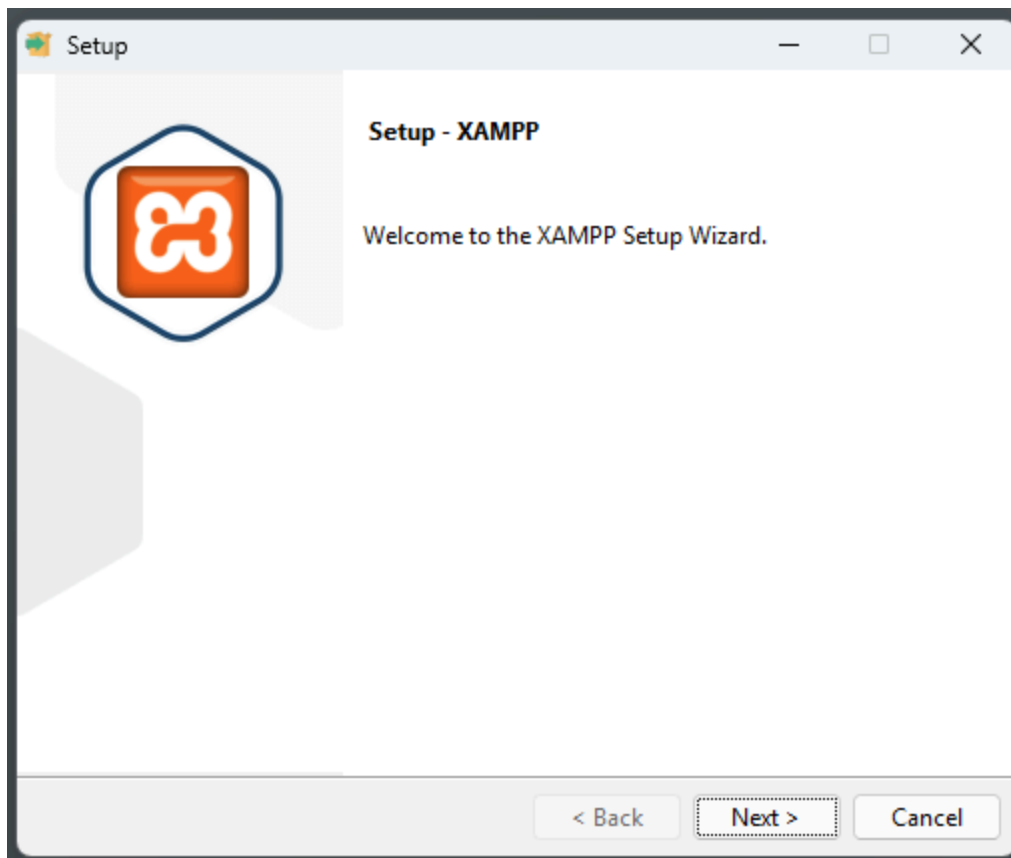 Setup
Setup - XAMPP
Welcome to the XAMPP Setup Wizard.
< Back
Next >
Cancel